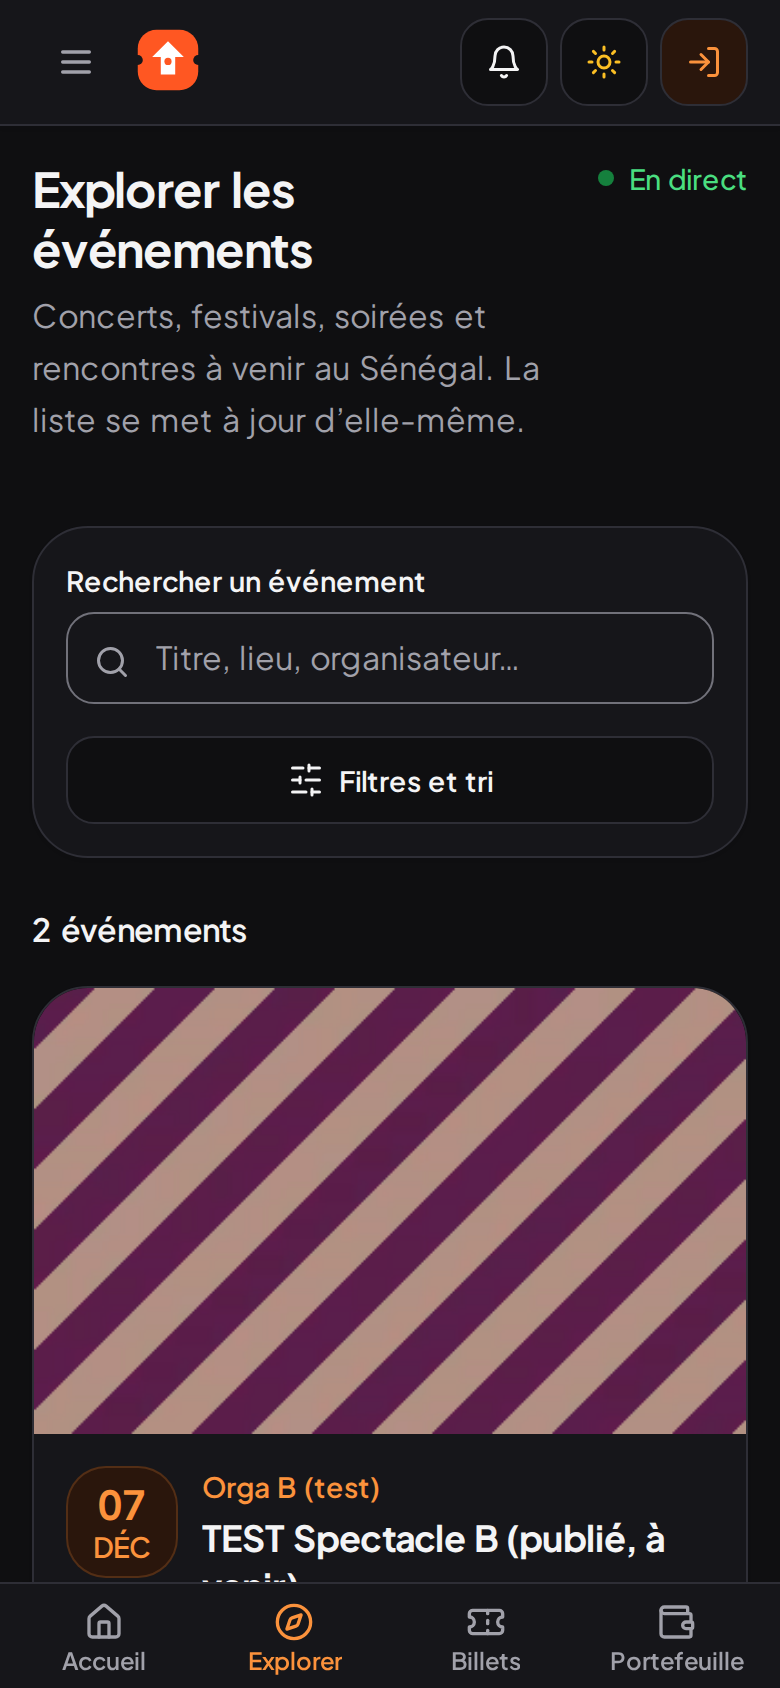 Explorer les
événements
En direct
Concerts, festivals, soirées et
rencontres à venir au Sénégal. La
liste se met à jour d’elle-même.
Rechercher un événement
Titre, lieu, organisateur…
Filtres et tri
2 événements
07
DÉC
Orga B (test)
TEST Spectacle B (publié, à
venir)
Accueil
Explorer
Billets
Portefeuille